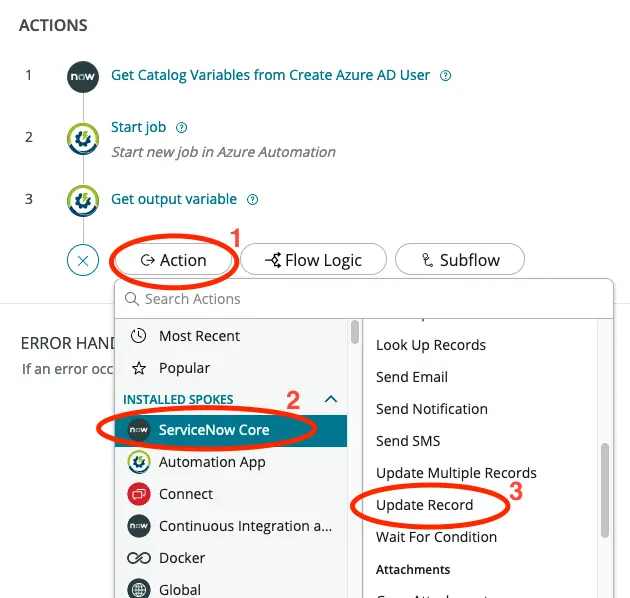 ACTIONS
1 now Get Catalog Variables from Create Azure AD User ?
2 Start job ?
Start new job in Azure Automation
3 Get output variable ?
1
Action Flow Logic Subflow
Search Actions
ERROR HAND
If an error occ
Most Recent
Popular
INSTALLED SPOKES 2
now ServiceNow Core
Automation App
Connect
now Continuous Integration a...
Docker
Global
Look Up Records
Send Email
Send Notification
Send SMS
Update Multiple Records
Update Record 3
Wait For Condition
Attachments